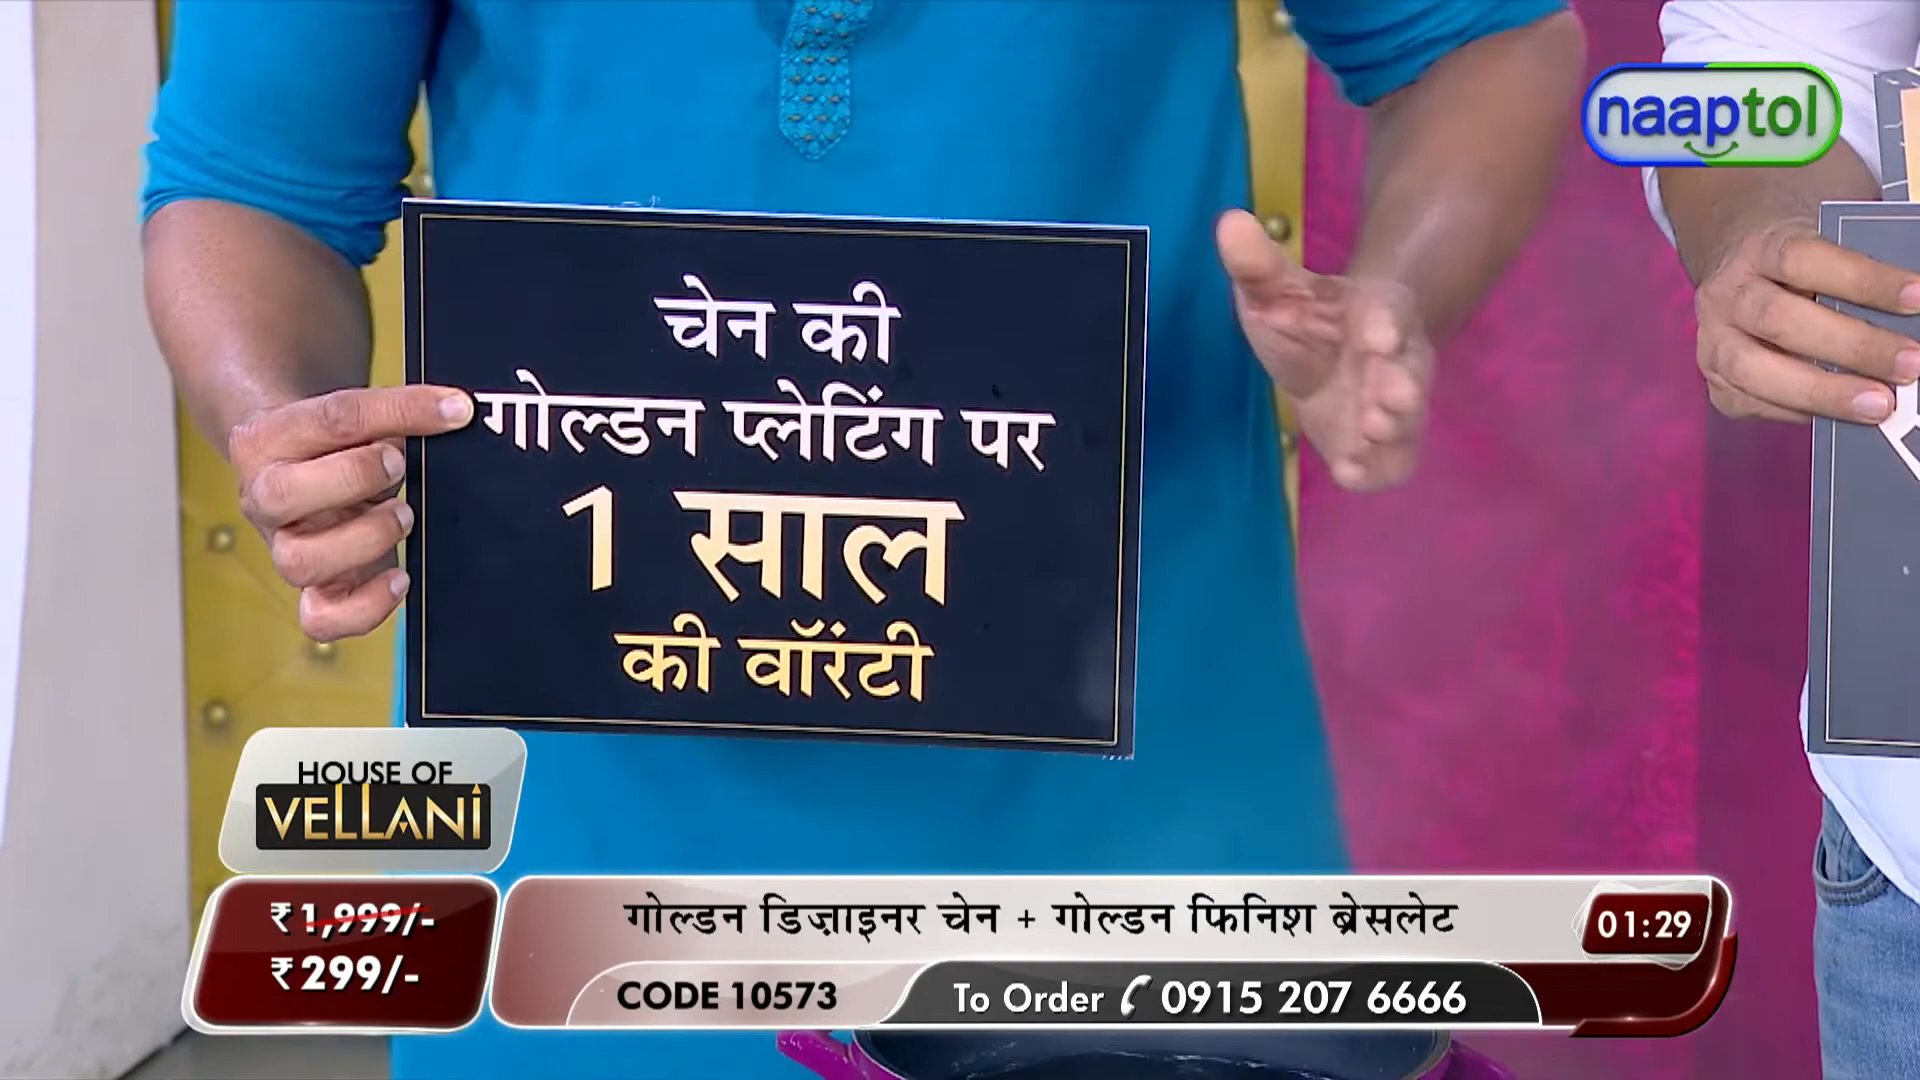 naaptol
चेन की
गोल्डन प्लेटिंग पर
1 साल
की वॉरंटी
HOUSE OF
VELLANI
₹ 1,999/-
₹ 299/-
गोल्डन डिज़ाइनर चेन + गोल्डन फिनिश ब्रेसलेट
01:29
CODE 10573
To Order 0915 207 6666